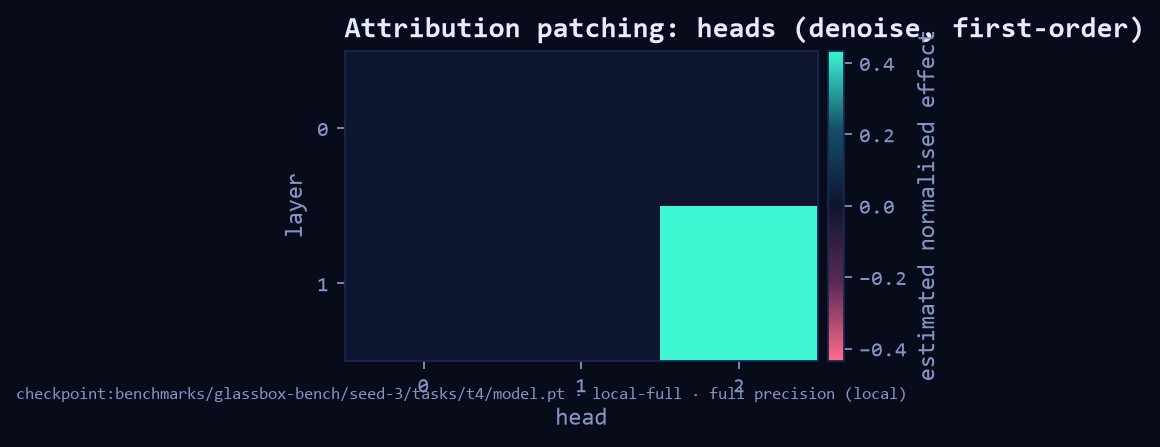 Attribution patching: heads (denoise, first-order)
0.4
0.2
0.0
−0.2
−0.4
estimated normalised effect
layer
0
1
0 1 2
checkpoint:benchmarks/glassbox-bench/seed-3/tasks/t4/model.pt · local-full · full precision (local)
head